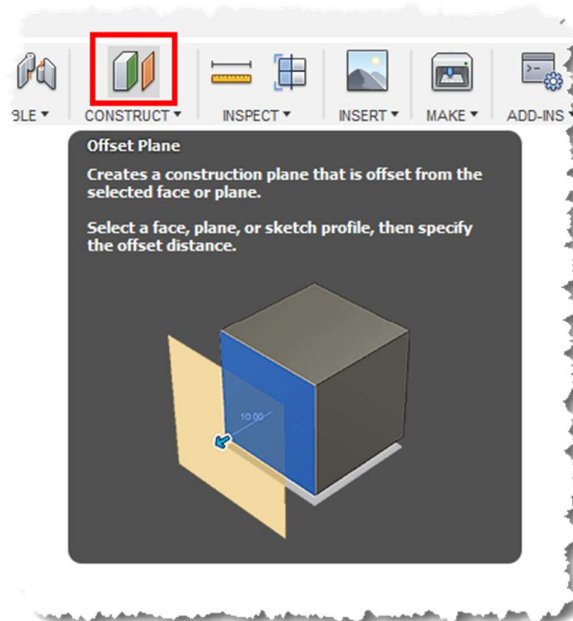 BLE ▾
CONSTRUCT ▾
INSPECT ▾
INSERT ▾
MAKE ▾
ADD-INS
Offset Plane
Creates a construction plane that is offset from the
selected face or plane.
Select a face, plane, or sketch profile, then specify
the offset distance.
10.00